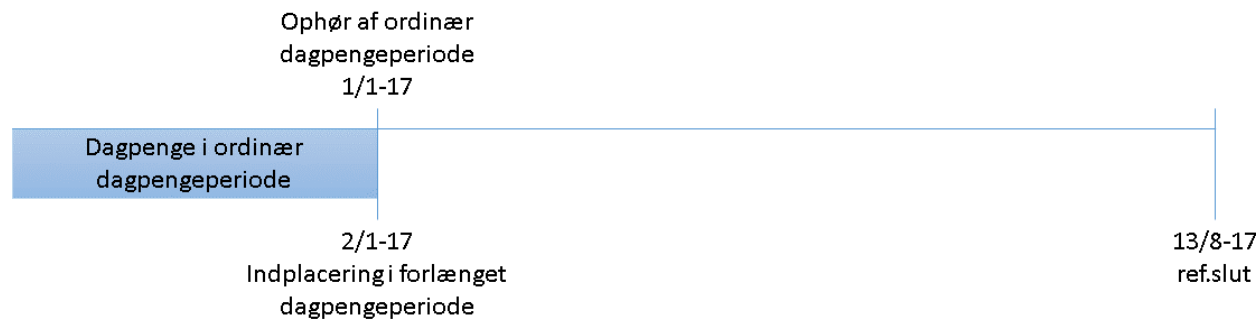 Ophør af ordinær
dagpengeperiode
1/1-17
Dagpenge i ordinær
dagpengeperiode
2/1-17
Indplacering i forlænget
dagpengeperiode
13/8-17
ref.slut